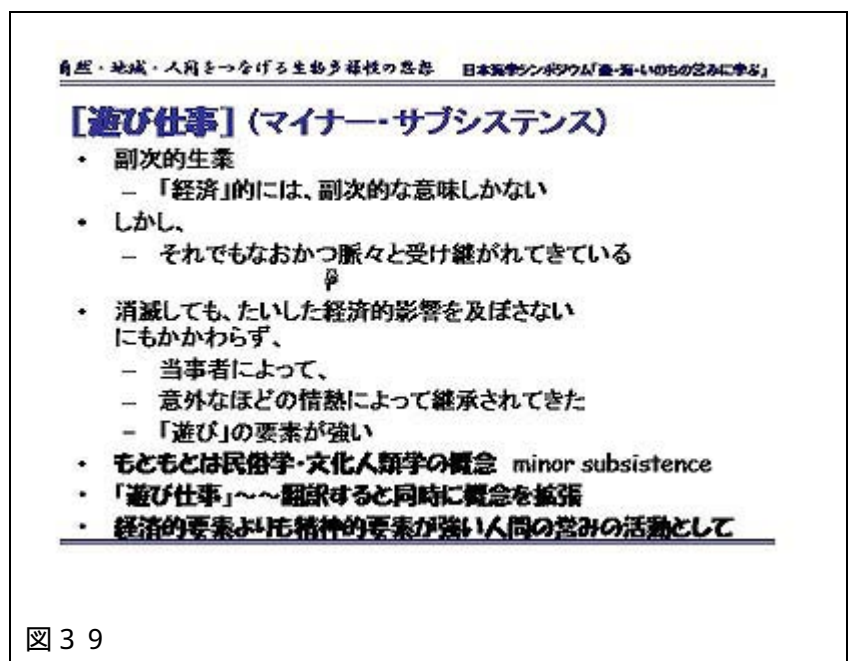 自然・地域・人間をつなげる生物多様性の思想 日本海学シンポジウム「森・海・いのちの営みに学ぶ」
[遊び仕事](マイナー・サブシステンス)
・ 副次的生業
– 「経済」的には、副次的な意味しかない
・ しかし、
– それでもなおかつ脈々と受け継がれてきている
・ 消滅しても、たいした経済的影響を及ぼさない
にもかかわらず、
– 当事者によって、
– 意外なほどの情熱によって継承されてきた
– 「遊び」の要素が強い
・ もともとは民俗学・文化人類学の概念 minor subsistence
・ 「遊び仕事」~~翻訳すると同時に概念を拡張
・ 経済的要素よりも精神的要素が強い人間の営みの活動として
図39